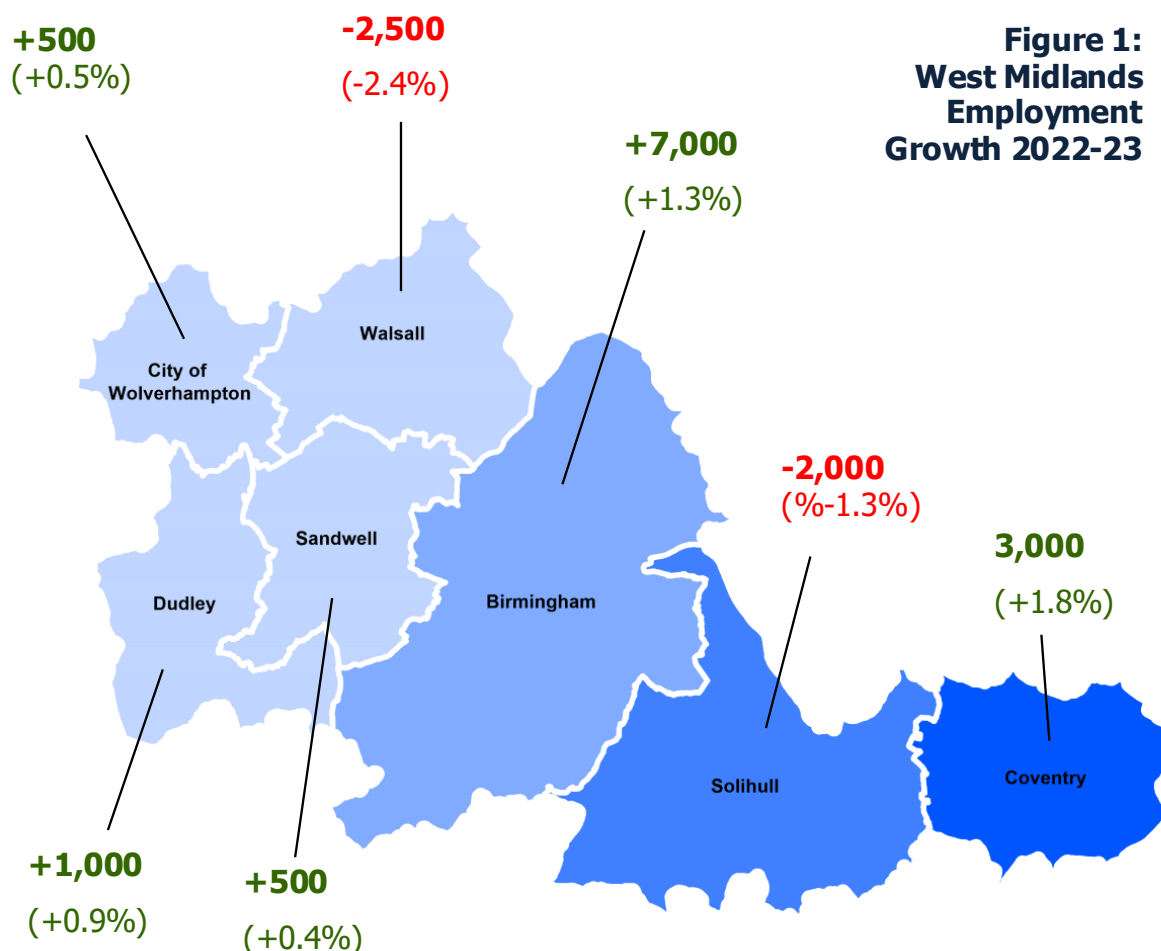 Figure 1:
West Midlands
Employment
Growth 2022-23
+500
(+0.5%)
-2,500
(-2.4%)
+7,000
(+1.3%)
-2,000
(%-1.3%)
3,000
(+1.8%)
City of
Wolverhampton
Walsall
Sandwell
Dudley
Birmingham
Solihull
Coventry
+1,000
(+0.9%)
+500
(+0.4%)